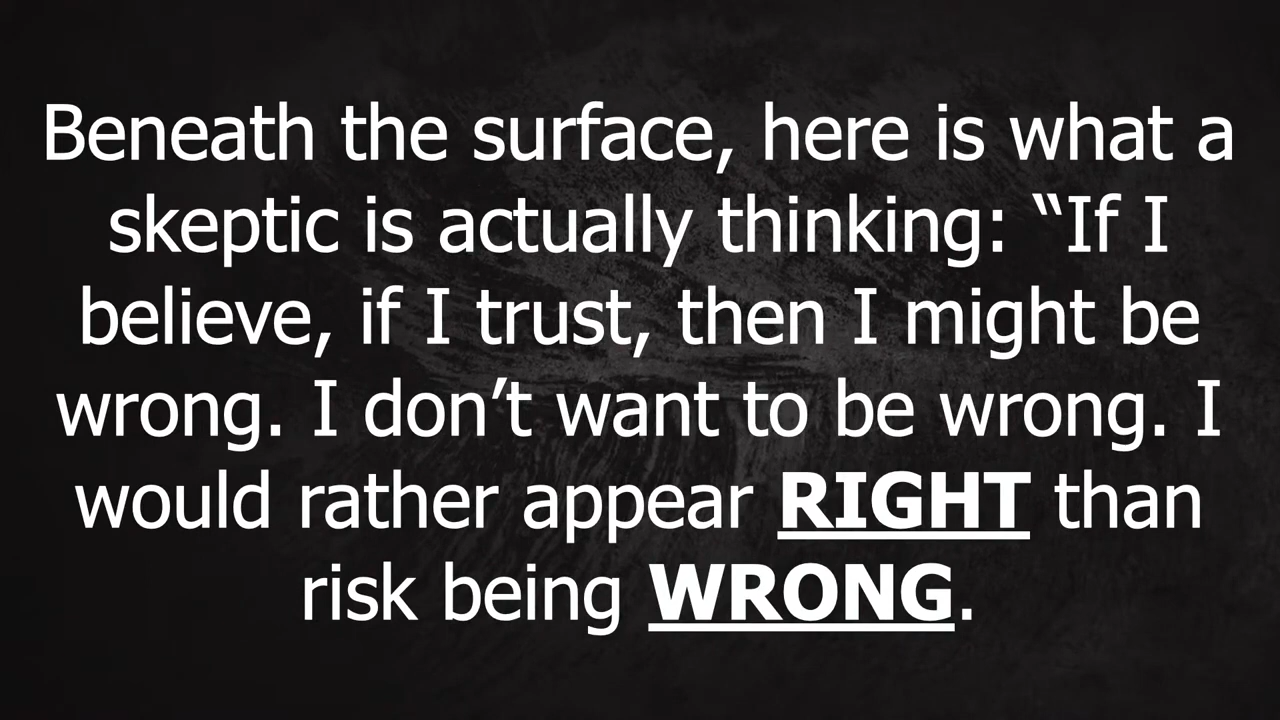 Beneath the surface, here is what a
skeptic is actually thinking: “If I
believe, if I trust, then I might be
wrong. I don’t want to be wrong. I
would rather appear RIGHT than
risk being WRONG.